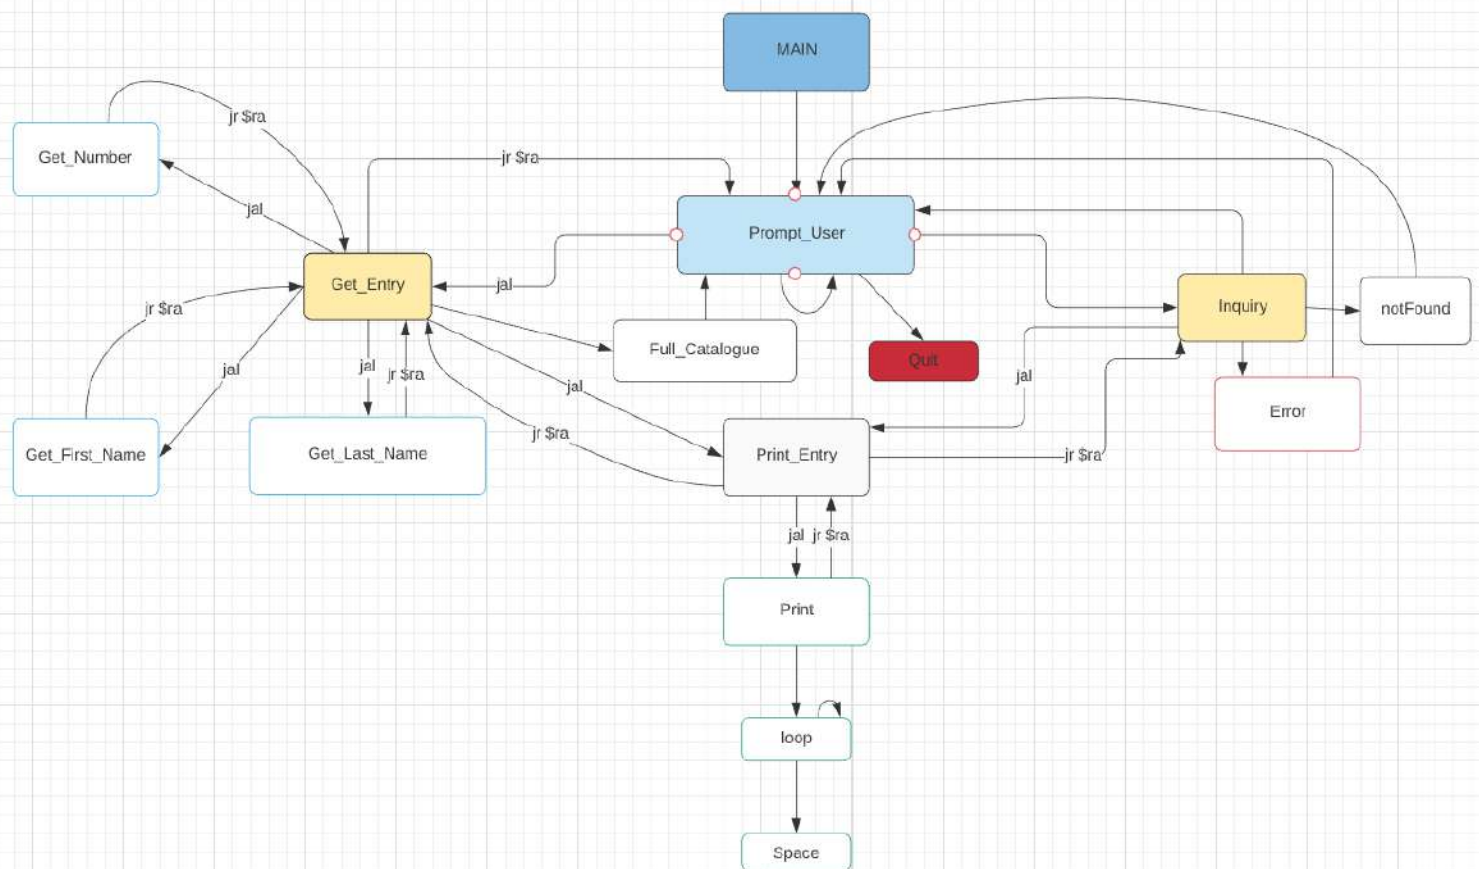 MAIN
jr $ra
Get_Number
jr $ra
jal
Prompt_User
Get_Entry
jal
jr $ra
Full_Catalogue
Quit
Inquiry
notFound
jal
jal
jr $ra
jal
jal
Error
jr $ra
Get_First_Name
Get_Last_Name
Print_Entry
jr $ra
jal
jr $ra
Print
loop
Space